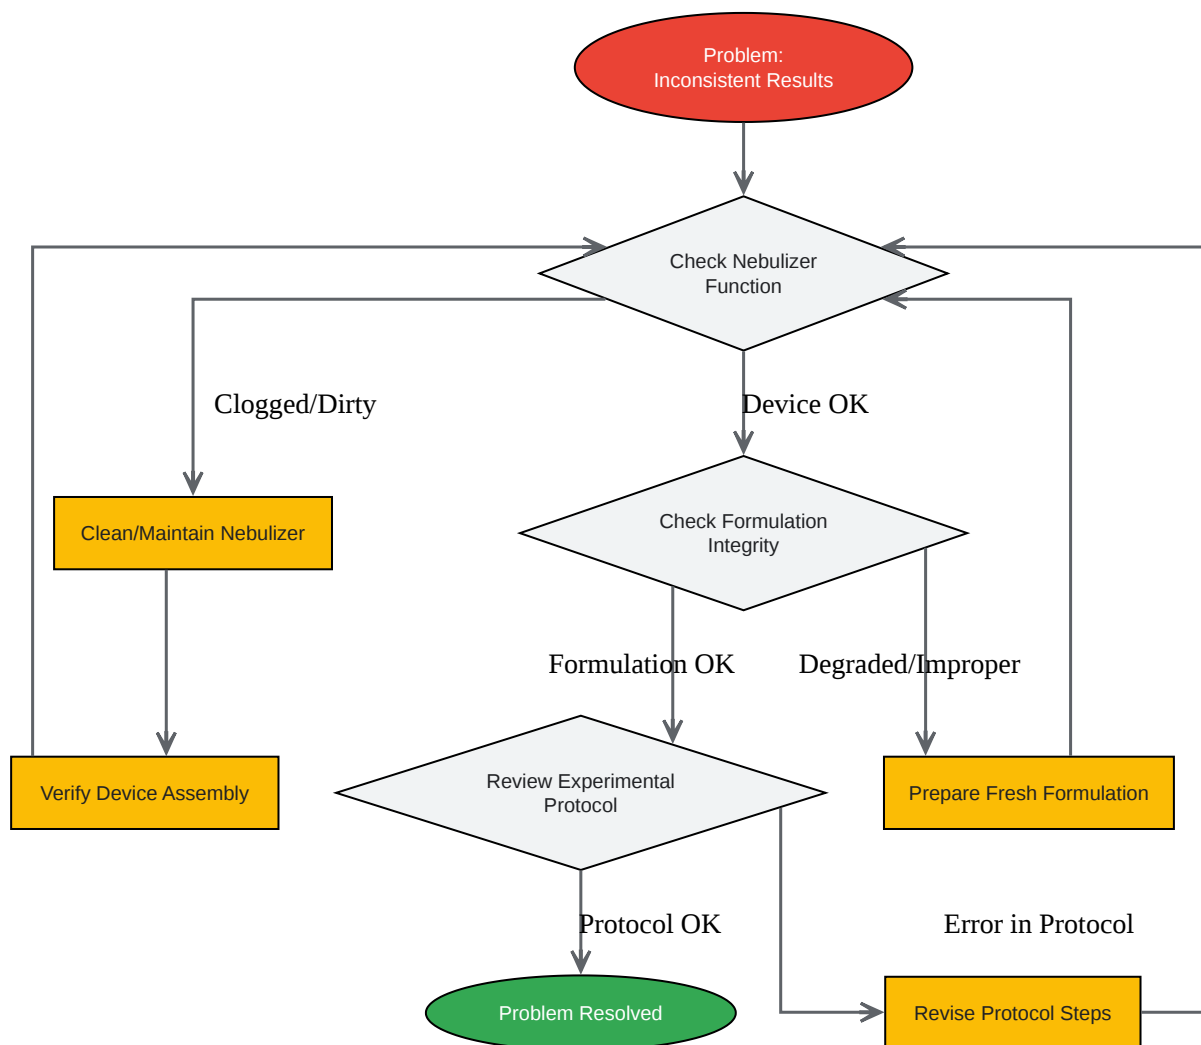 Problem:
Inconsistent Results
Check Nebulizer
Function
Clogged/Dirty
Device OK
Clean/Maintain Nebulizer
Check Formulation
Integrity
Formulation OK
Degraded/Improper
Verify Device Assembly
Review Experimental
Protocol
Prepare Fresh Formulation
Protocol OK
Error in Protocol
Problem Resolved
Revise Protocol Steps